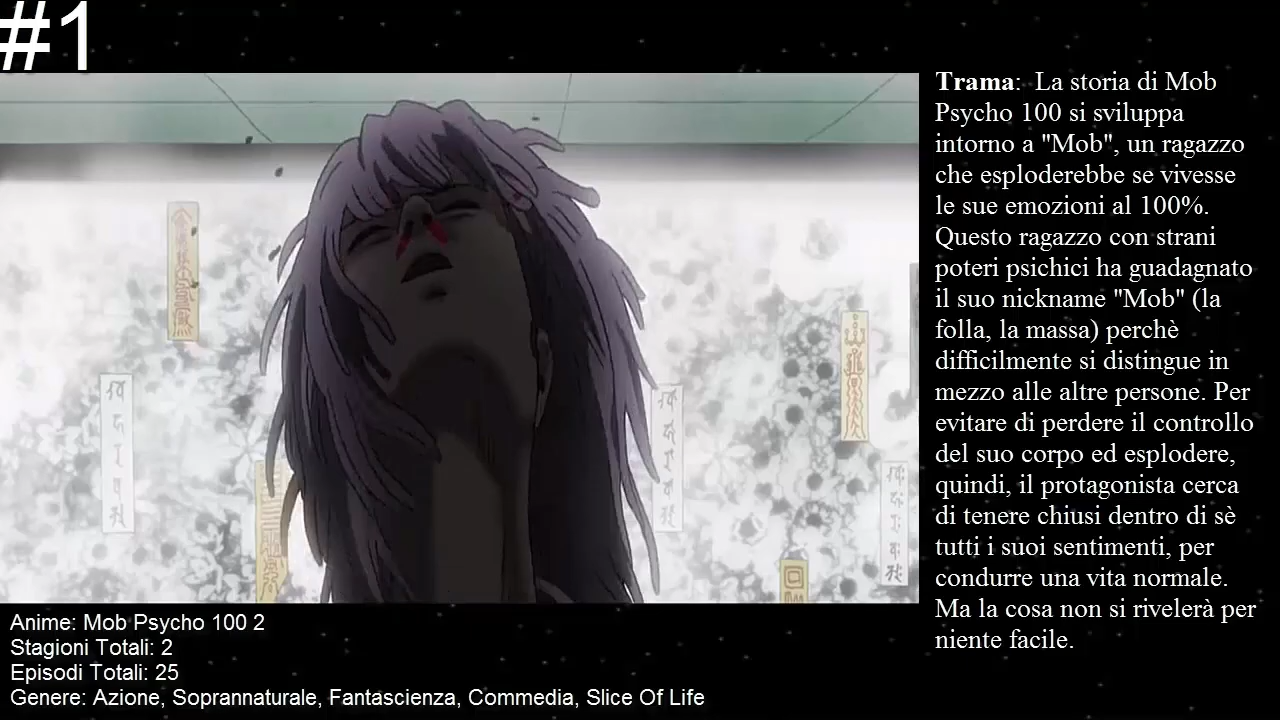 #1
Trama:  La storia di Mob
Psycho 100 si sviluppa
intorno a "Mob", un ragazzo
che esploderebbe se vivesse
le sue emozioni al 100%.
Questo ragazzo con strani
poteri psichici ha guadagnato
il suo nickname "Mob" (la
folla, la massa) perchè
difficilmente si distingue in
mezzo alle altre persone. Per
evitare di perdere il controllo
del suo corpo ed esplodere,
quindi, il protagonista cerca
di tenere chiusi dentro di sè
tutti i suoi sentimenti, per
condurre una vita normale.
Ma la cosa non si rivelerà per
niente facile.
Anime: Mob Psycho 100 2
Stagioni Totali: 2
Episodi Totali: 25
Genere: Azione, Soprannaturale, Fantascienza, Commedia, Slice Of Life